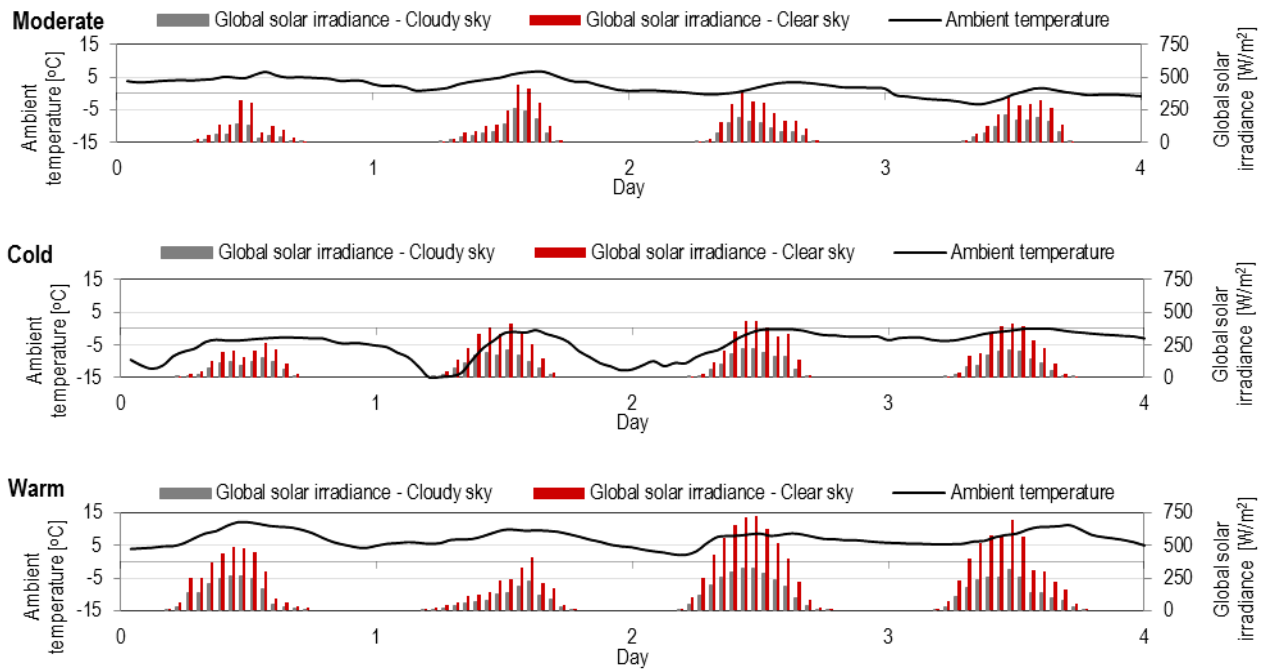 Moderate
Global solar irradiance - Cloudy sky
Global solar irradiance - Clear sky
Ambient temperature
Ambient
temperature [ºC]
15
5
-5
-15
750
500
250
0
Global solar
irradiance [W/m²]
0
1
2
3
4
Day
Cold
Global solar irradiance - Cloudy sky
Global solar irradiance - Clear sky
Ambient temperature
Ambient
temperature [ºC]
15
5
-5
-15
750
500
250
0
Global solar
irradiance [W/m²]
0
1
2
3
4
Day
Warm
Global solar irradiance - Cloudy sky
Global solar irradiance - Clear sky
Ambient temperature
Ambient
temperature [ºC]
15
5
-5
-15
750
500
250
0
Global solar
irradiance [W/m²]
0
1
2
3
4
Day